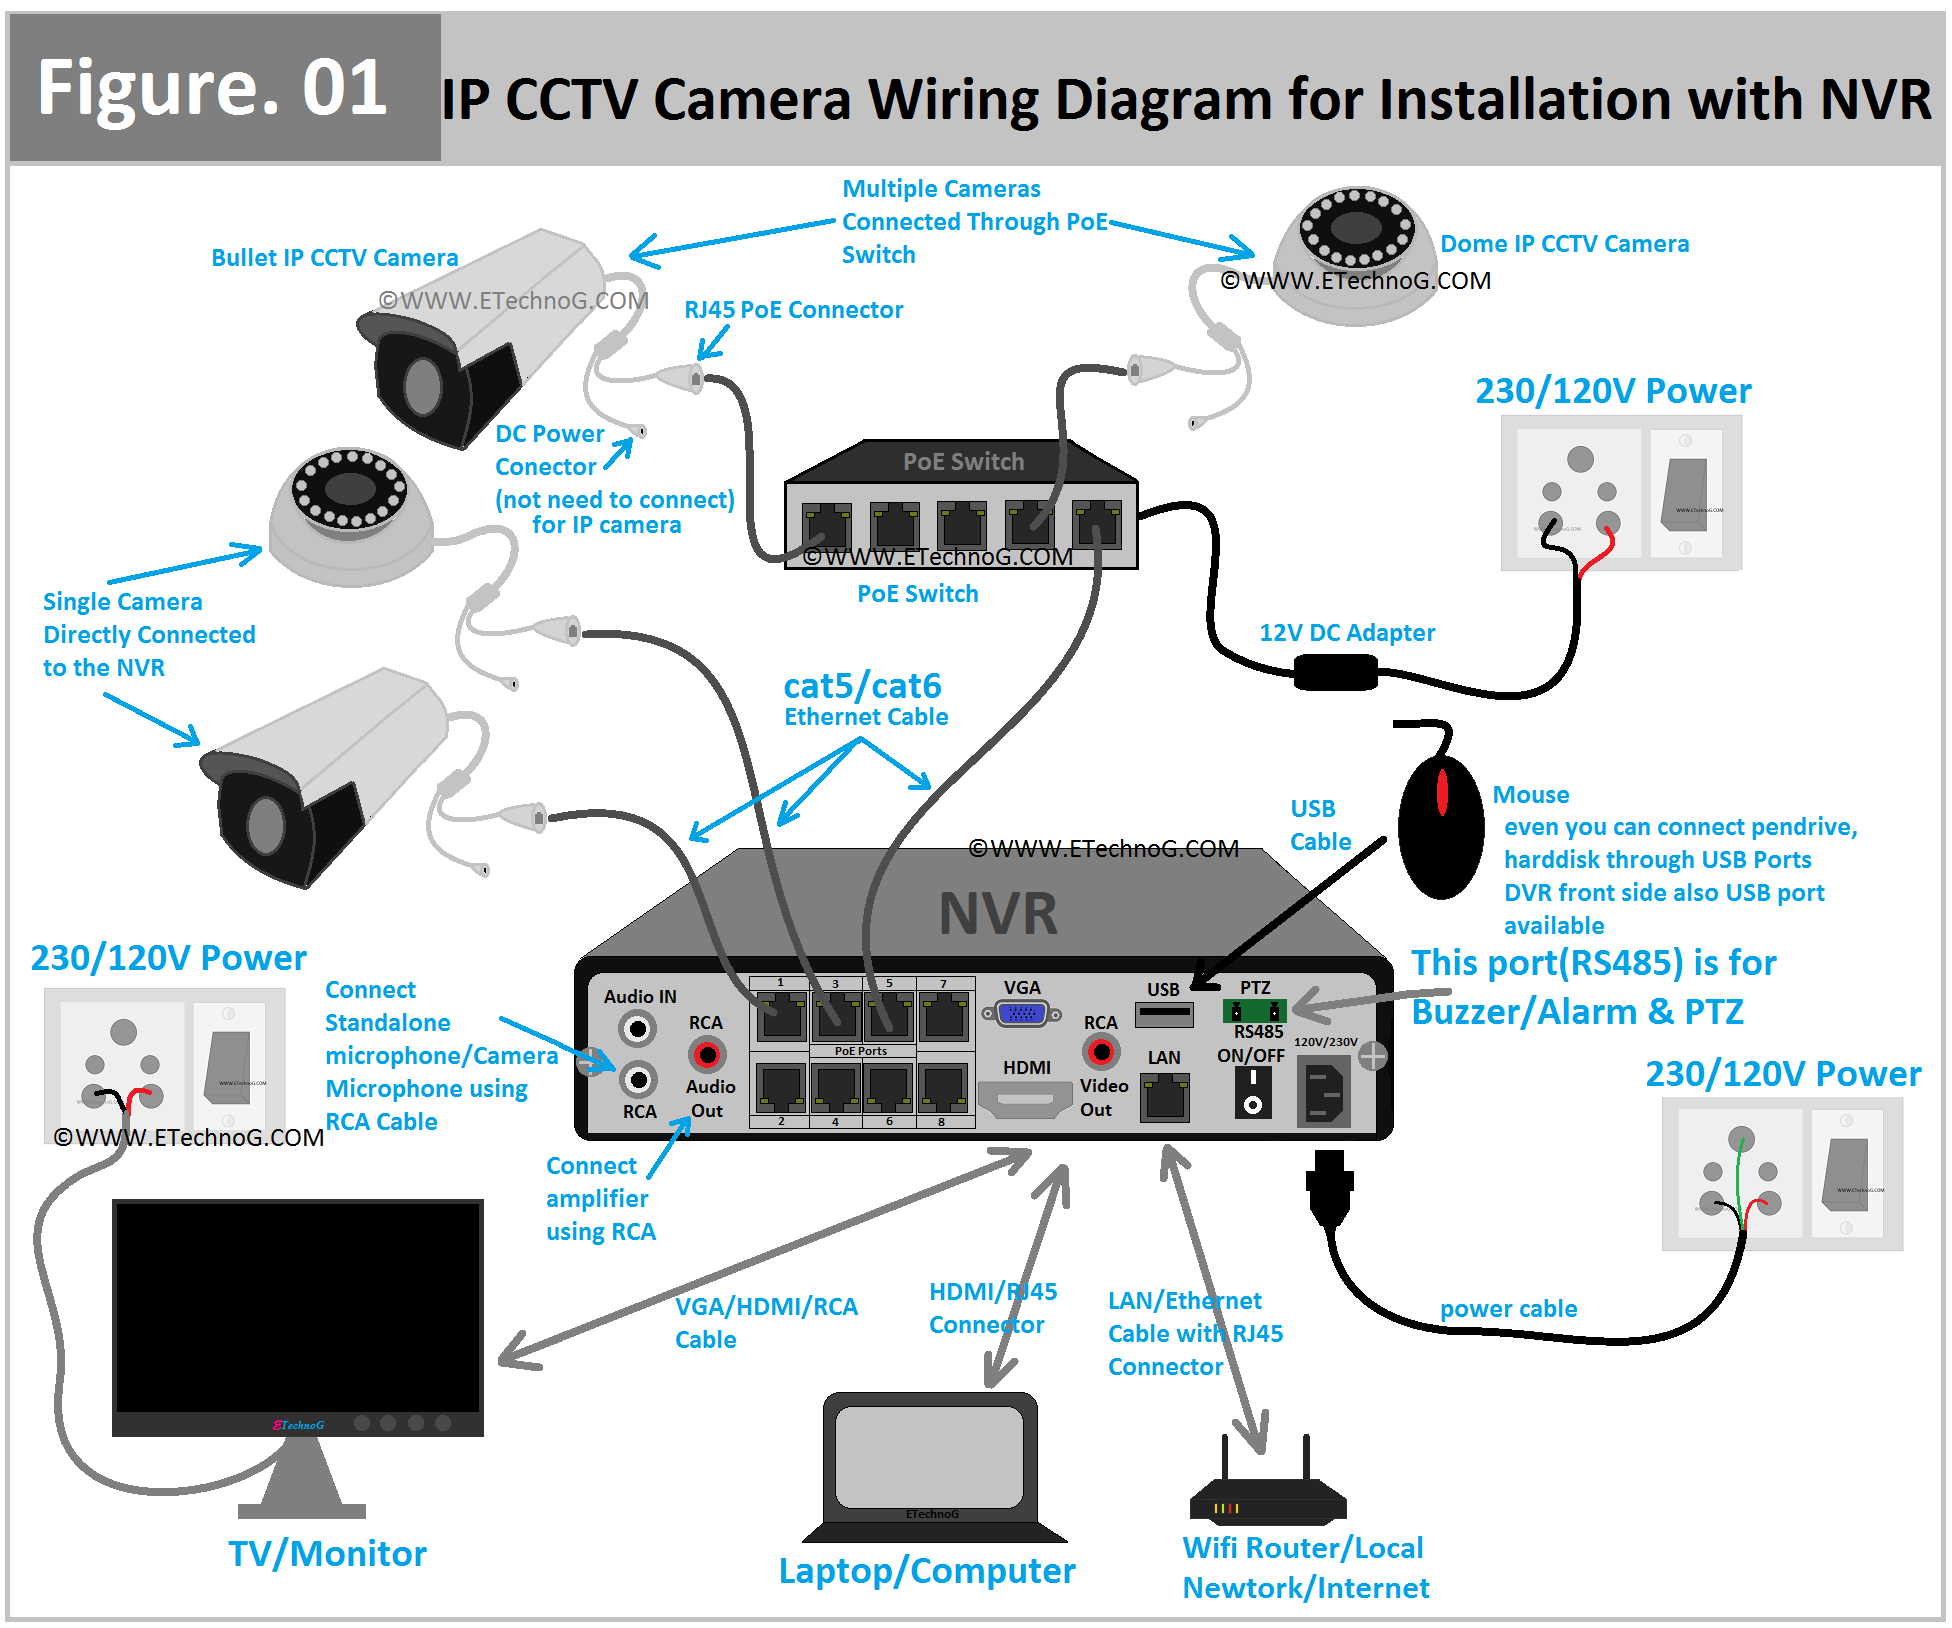 Figure. 01
IP CCTV Camera Wiring Diagram for Installation with NVR
Multiple Cameras
Connected Through PoE
Switch
Bullet IP CCTV Camera
©WWW.ETechnoG.COM
Dome IP CCTV Camera
©WWW.ETechnoG.COM
RJ45 PoE Connector
230/120V Power
WWW.ETechnoG.COM
DC Power
Conector
(not need to connect)
for IP camera
PoE Switch
©WWW.ETechnoG.COM
PoE Switch
Single Camera
Directly Connected
to the NVR
12V DC Adapter
cat5/cat6
Ethernet Cable
USB
Cable
Mouse
even you can connect pendrive,
harddisk through USB Ports
DVR front side also USB port
available
©WWW.ETechnoG.COM
NVR
This port(RS485) is for
Buzzer/Alarm & PTZ
230/120V Power
WWW.ETechnoG.COM
©WWW.ETechnoG.COM
Connect
Standalone
microphone/Camera
Microphone using
RCA Cable
Audio IN
RCA
RCA
Audio
Out
1 3 5 7
PoE Ports
2 4 6 8
VGA
HDMI
RCA
Video
Out
USB
LAN
PTZ
RS485
ON/OFF
120V/230V
230/120V Power
WWW.ETechnoG.COM
Connect
amplifier
using RCA
VGA/HDMI/RCA
Cable
HDMI/RJ45
Connector
LAN/Ethernet
Cable with RJ45
Connector
power cable
ETechnoG
TV/Monitor
ETechnoG
Laptop/Computer
Wifi Router/Local
Newtork/Internet